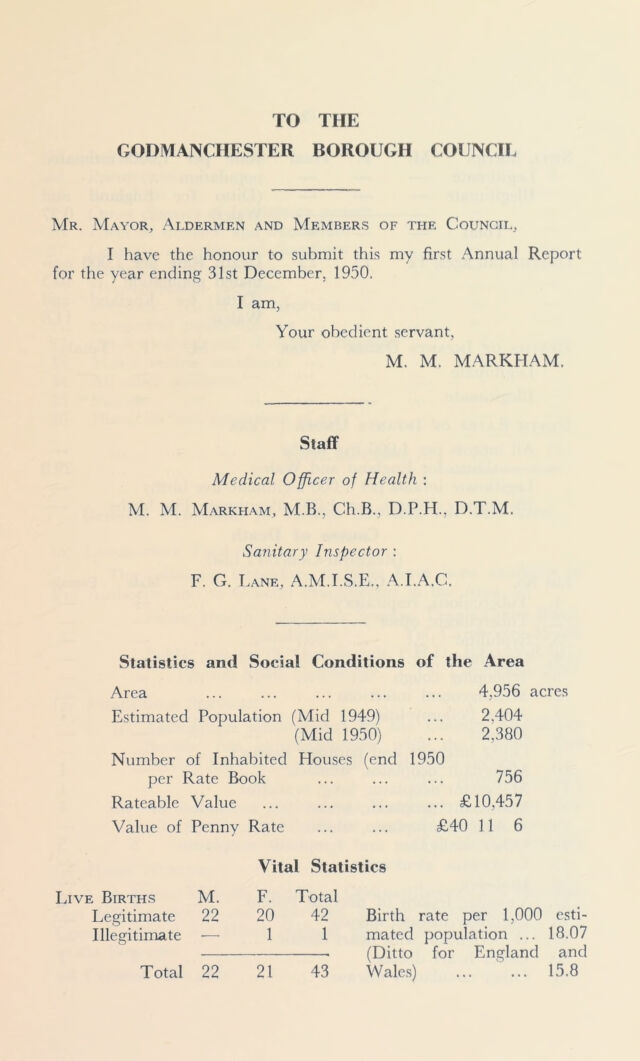 TO THE
GODMANCHESTER BOROUGH COUNCIL
Mr. Mayor, Aldermen and Members of the Council,
I have the honour to submit this my first Annual Report
for the year ending 31st December, 1950.
I am,
Your obedient servant,
M. M. MARKHAM.
Staff
Medical Officer of Health :
M. M. Markham, M.B., Ch.B., D.P.H., D.T.M.
Sanitary Inspector :
F. G. Lane, A.M.I.S.E., A.I.A.C.
Statistics and Social Conditions of the Area
Area ... ... ... ... ... 4,956 acres
Estimated Population (Mid 1949) ... 2,404
(Mid 1950) ... 2,380
Number of Inhabited Houses (end 1950
per Rate Book ... ... ... 756
Rateable Value ... ... ... ... £10,457
Value of Penny Rate ... ... £40 11 6
Vital Statistics
Live Births M. F. Total
Legitimate 22 20 42 Birth rate per 1,000 esti-
Illegitimate — 1 1 mated population ... 18.07
(Ditto for England and
Total 22 21 43 Wales) ... ... 15.8